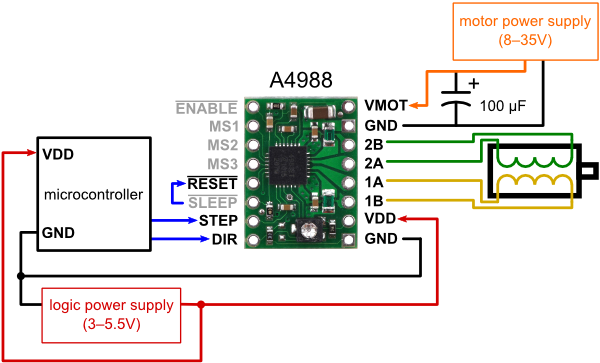 motor power supply
(8–35V)
A4988
ENABLE
VMOT
+
100 µF
MS1
GND
MS2
2B
VDD
MS3
2A
microcontroller
RESET
1A
SLEEP
1B
STEP
VDD
GND
DIR
GND
logic power supply
(3–5.5V)